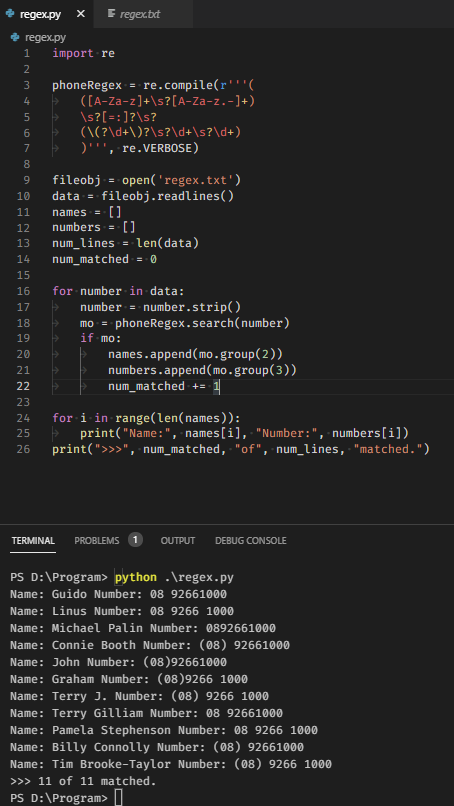 regex.py × regex.txt
regex.py
1 import re
2
3 phoneRegex = re.compile(r'''(
4 ([A-Za-z]+\s?[A-Za-z.-]+)
5 \s?[=:]?\s?
6 (\(?\d+\)?\s?\d+\s?\d+)
7 )''', re.VERBOSE)
8
9 fileobj = open('regex.txt')
10 data = fileobj.readlines()
11 names = []
12 numbers = []
13 num_lines = len(data)
14 num_matched = 0
15
16 for number in data:
17 number = number.strip()
18 mo = phoneRegex.search(number)
19 if mo:
20 names.append(mo.group(2))
21 numbers.append(mo.group(3))
22 num_matched += 1
23
24 for i in range(len(names)):
25 print("Name:", names[i], "Number:", numbers[i])
26 print(">>>", num_matched, "of", num_lines, "matched.")
TERMINAL PROBLEMS 1 OUTPUT DEBUG CONSOLE
PS D:\Program> python .\regex.py
Name: Guido Number: 08 92661000
Name: Linus Number: 08 9266 1000
Name: Michael Palin Number: 0892661000
Name: Connie Booth Number: (08) 92661000
Name: John Number: (08)92661000
Name: Graham Number: (08)9266 1000
Name: Terry J. Number: (08) 9266 1000
Name: Terry Gilliam Number: 08 92661000
Name: Pamela Stephenson Number: 08 9266 1000
Name: Billy Connolly Number: (08) 92661000
Name: Tim Brooke-Taylor Number: (08) 9266 1000
>>> 11 of 11 matched.
PS D:\Program>